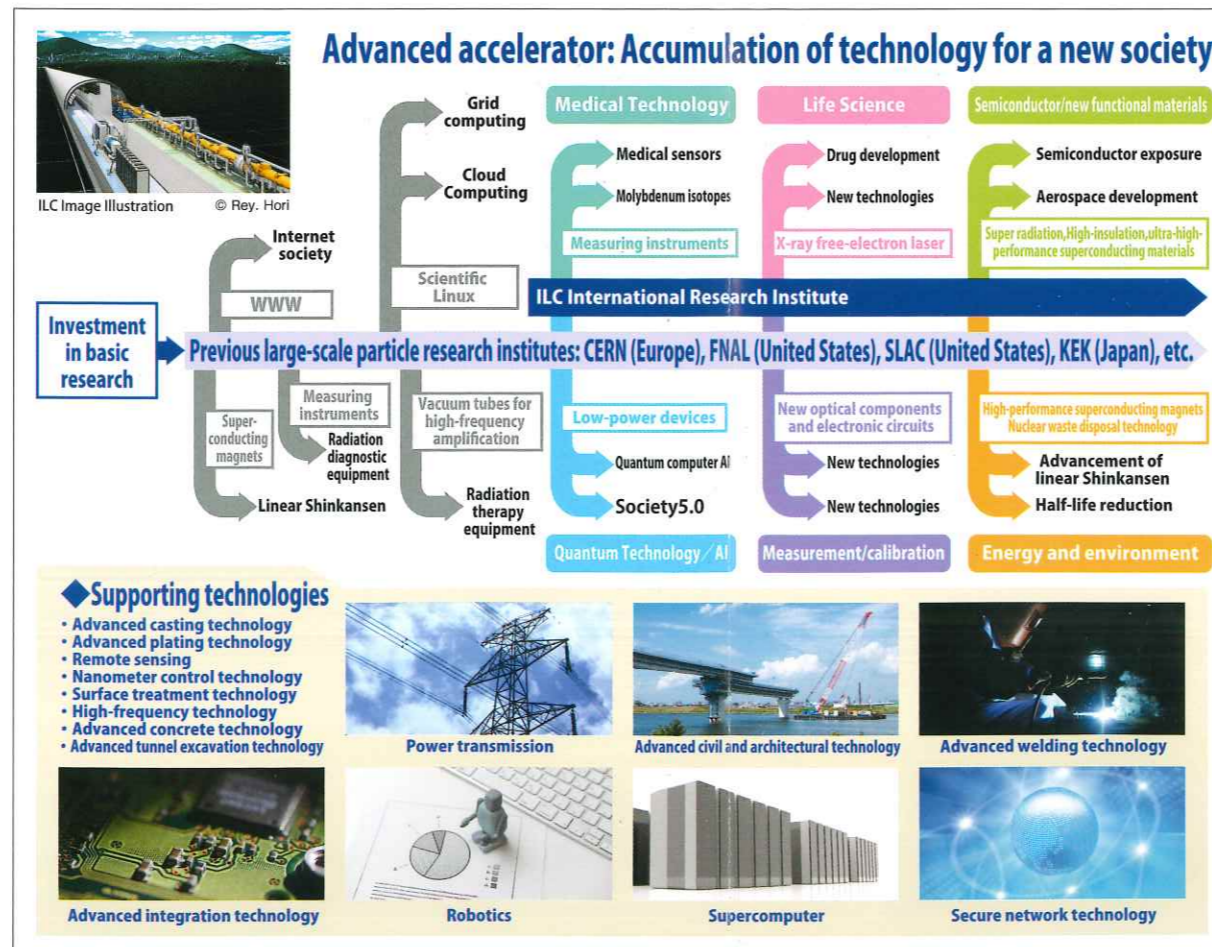 Advanced accelerator: Accumulation of technology for a new society
ILC Image Illustration © Rey. Hori
Grid
computing
Cloud
Computing
Internet
society
WWW
Scientific
Linux
Medical Technology
Medical sensors
Molybdenum isotopes
Measuring instruments
Life Science
Drug development
New technologies
X-ray free-electron laser
Semiconductor/new functional materials
Semiconductor exposure
Aerospace development
Super radiation,High-insulation,ultra-high-
performance superconducting materials
ILC International Research Institute
Investment
in basic
research
Previous large-scale particle research institutes: CERN (Europe), FNAL (United States), SLAC (United States), KEK (Japan), etc.
Super-
conducting
magnets
Measuring
instruments
Radiation
diagnostic
equipment
Linear Shinkansen
Vacuum tubes for
high-frequency
amplification
Radiation
therapy
equipment
Low-power devices
Quantum computer AI
Society5.0
Quantum Technology／AI
New optical components
and electronic circuits
New technologies
New technologies
Measurement/calibration
High-performance superconducting magnets
Nuclear waste disposal technology
Advancement of
linear Shinkansen
Half-life reduction
Energy and environment
◆Supporting technologies
• Advanced casting technology
• Advanced plating technology
• Remote sensing
• Nanometer control technology
• Surface treatment technology
• High-frequency technology
• Advanced concrete technology
• Advanced tunnel excavation technology
Power transmission
Advanced civil and architectural technology
Advanced welding technology
Advanced integration technology
Robotics
Supercomputer
Secure network technology